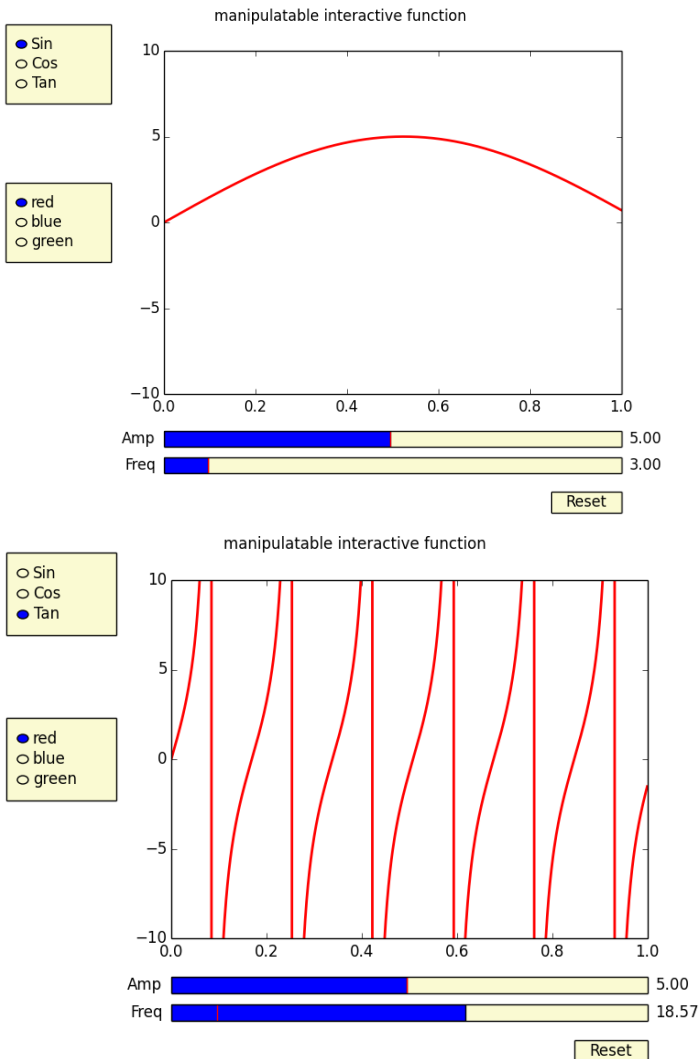 manipulatable interactive function
Sin
Cos
Tan
red
blue
green
10
5
0
−5
−10
0.0 0.2 0.4 0.6 0.8 1.0
Amp 5.00
Freq 3.00
Reset
manipulatable interactive function
Sin
Cos
Tan
red
blue
green
10
5
0
−5
−10
0.0 0.2 0.4 0.6 0.8 1.0
Amp 5.00
Freq 18.57
Reset